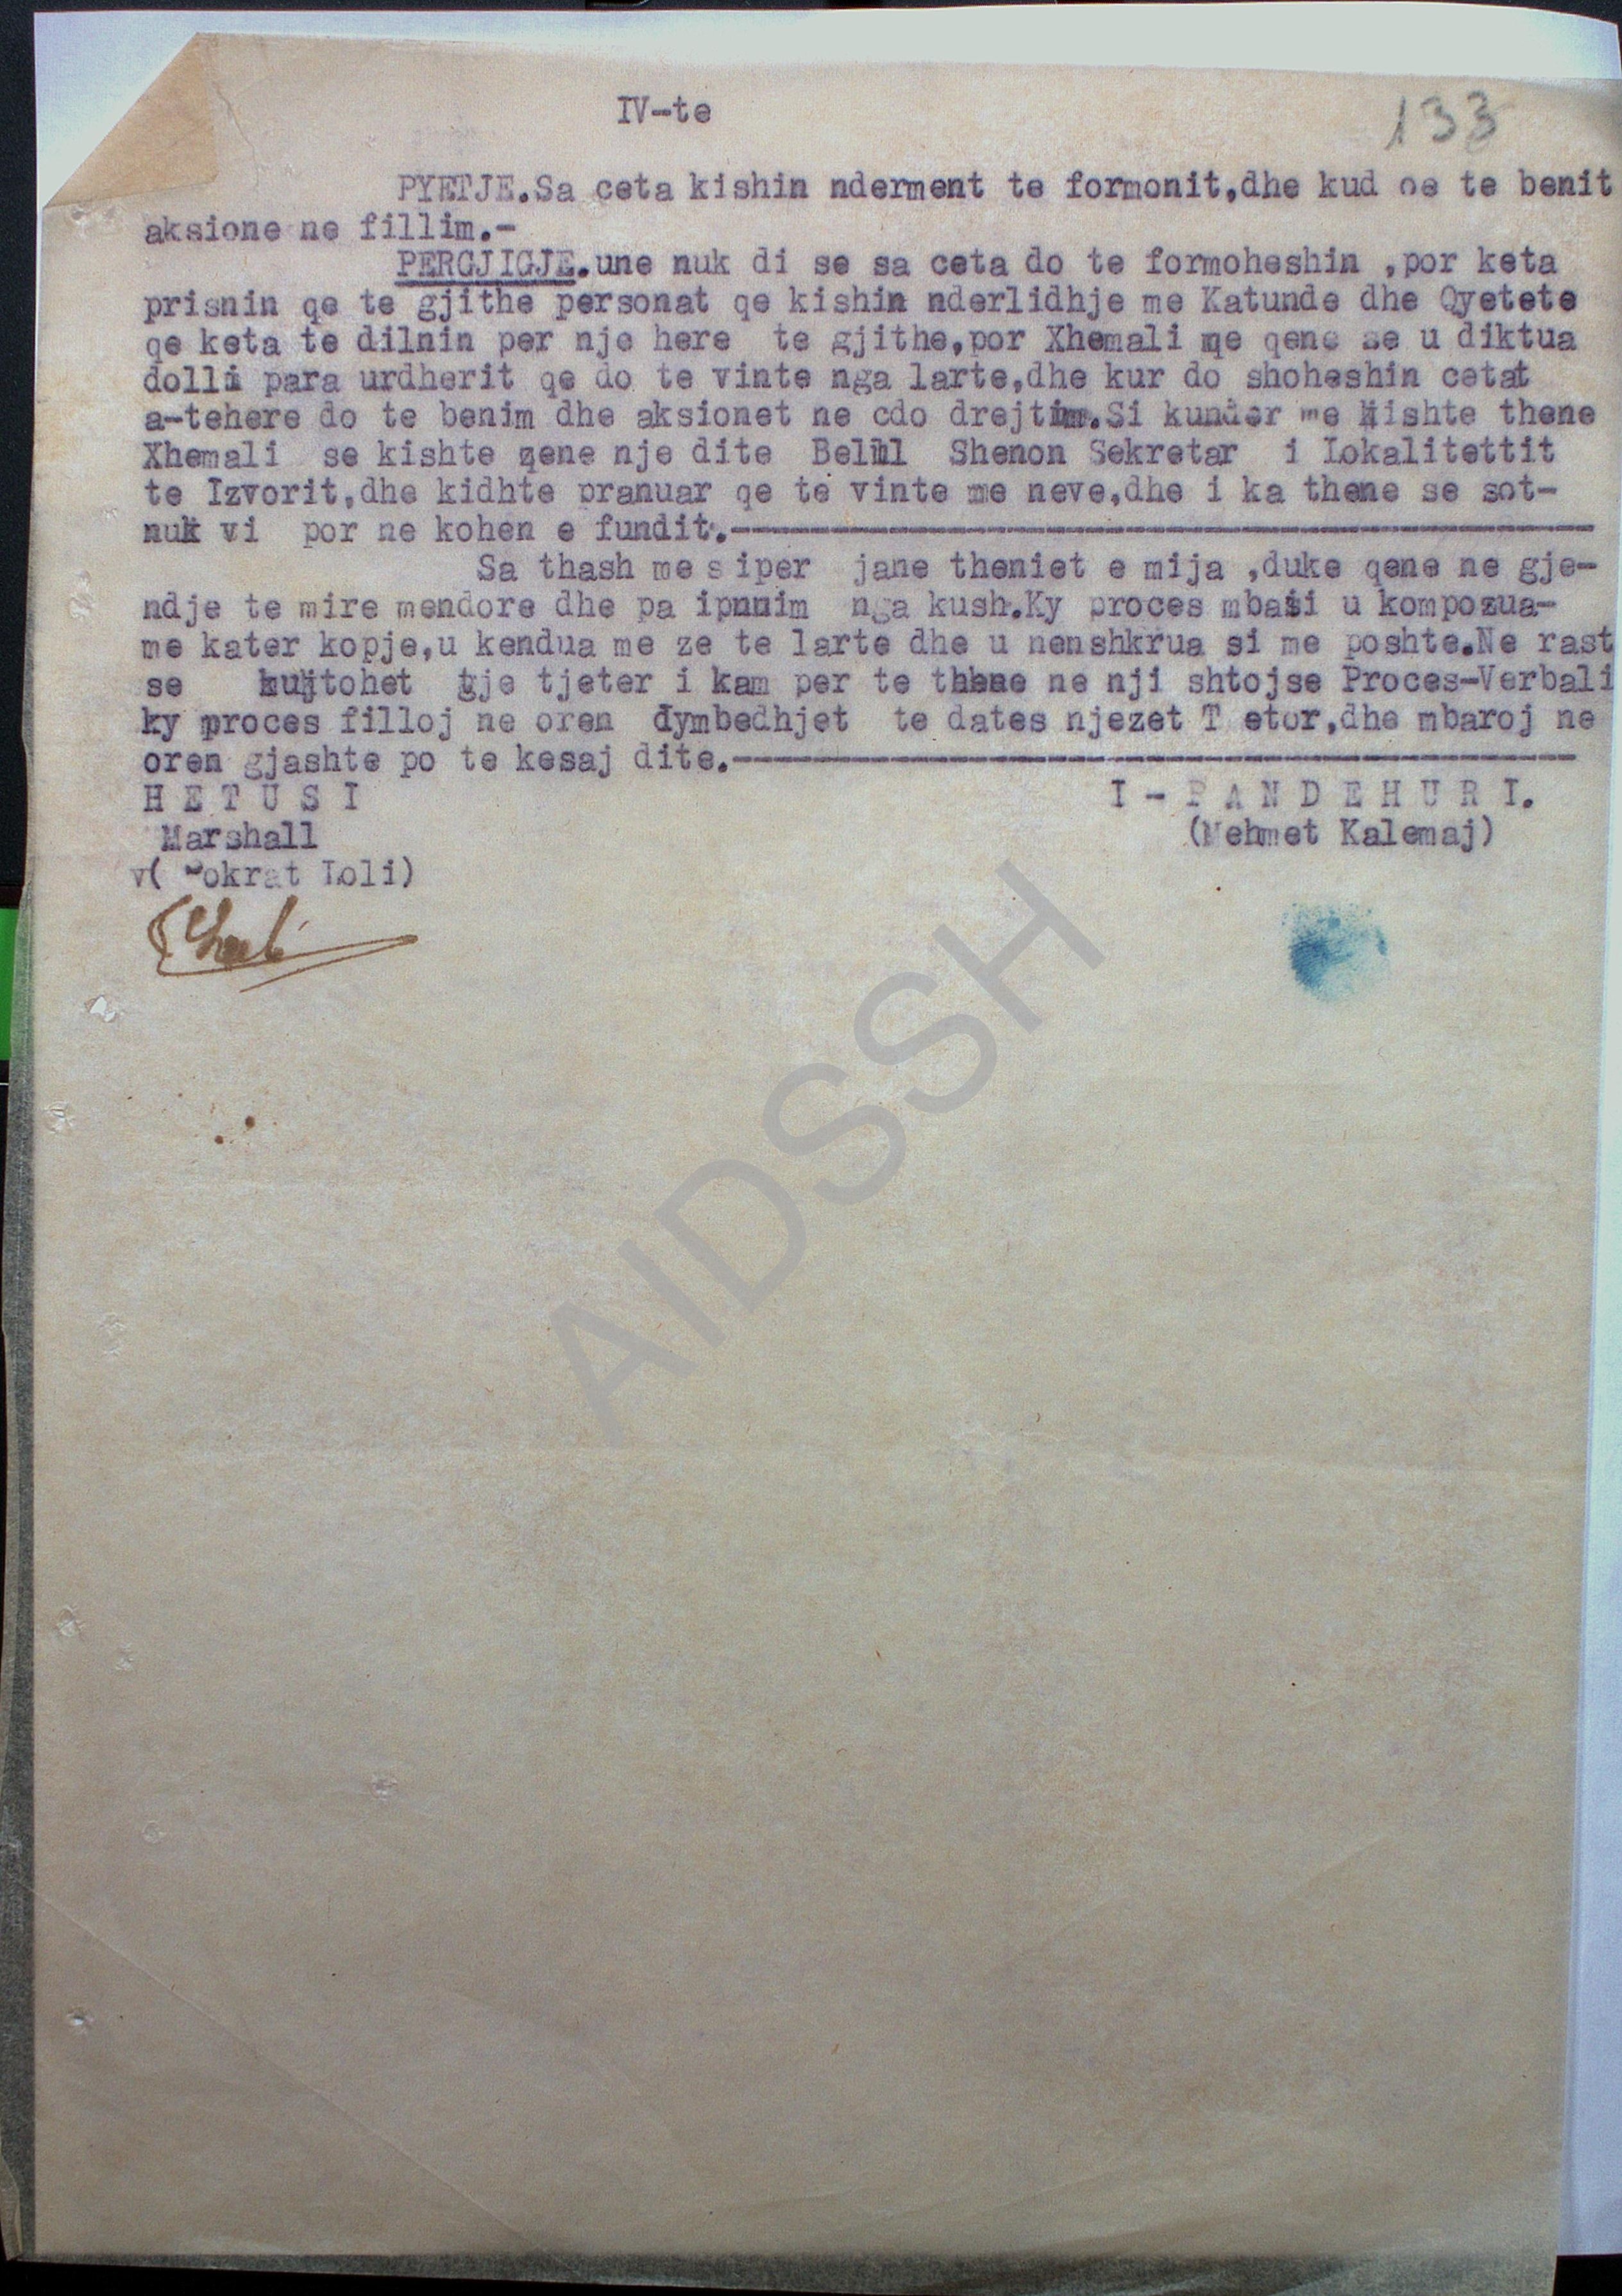 IV-te
133
PYETJE.Sa ceta kishin nderment te formonit,dhe kud oe te benit
aksione ne fillim.-
PERGJIGJE.une nuk di se sa ceta do te formoheshin ,por keta
prisnin qe te gjithe personat qe kishin nderlidhje me Katunde dhe Qyetete
qe keta te dilnin per nje here te gjithe,por Xhemali me qene se u diktua
dolli para urdherit qe do te vinte nga larte,dhe kur do shoheshin cetat
a-tehere do te benim dhe aksionet ne cdo drejtim.Si kunder me kishte thene
Xhemali se kishte zene nje dite Belul Shenon Sekretar i Lokalitettit
te Izvorit,dhe kidhte pranuar qe te vinte me neve,dhe i ka thene se sot-
nuk vi por ne kohen e fundit.-
Sa thash me siper jane theniet e mija ,duke qene ne gje-
ndje te mire mendore dhe pa ipnnim nga kush.Ky proces mbasi u kompozua-
me kater kopje,u kendua me ze te larte dhe u nenshkrua si me poshte.Ne rast
se kujtohet gje tjeter i kam per te thene ne nji shtojse Proces-Verbali
ky proces filloj ne oren dymbedhjet te dates njezet T etor,dhe mbaroj ne
oren gjashte po te kesaj dite.-
HETUSI
I - PANDEHURI.
Marshall
(Mehmet Kalemaj)
Loli)
AIDSSH